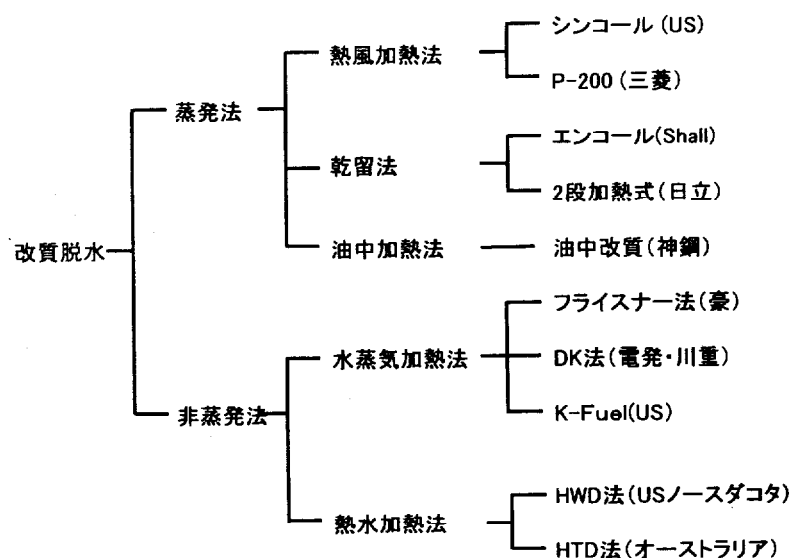 改質脱水
蒸発法
熱風加熱法
シンコール (US)
P-200 (三菱)
乾留法
エンコール(Shall)
2段加熱式(日立)
油中加熱法
油中改質(神鋼)
非蒸発法
水蒸気加熱法
フライスナー法(豪)
DK法(電発・川重)
K-Fuel(US)
熱水加熱法
HWD法(USノースダコタ)
HTD法(オーストラリア)